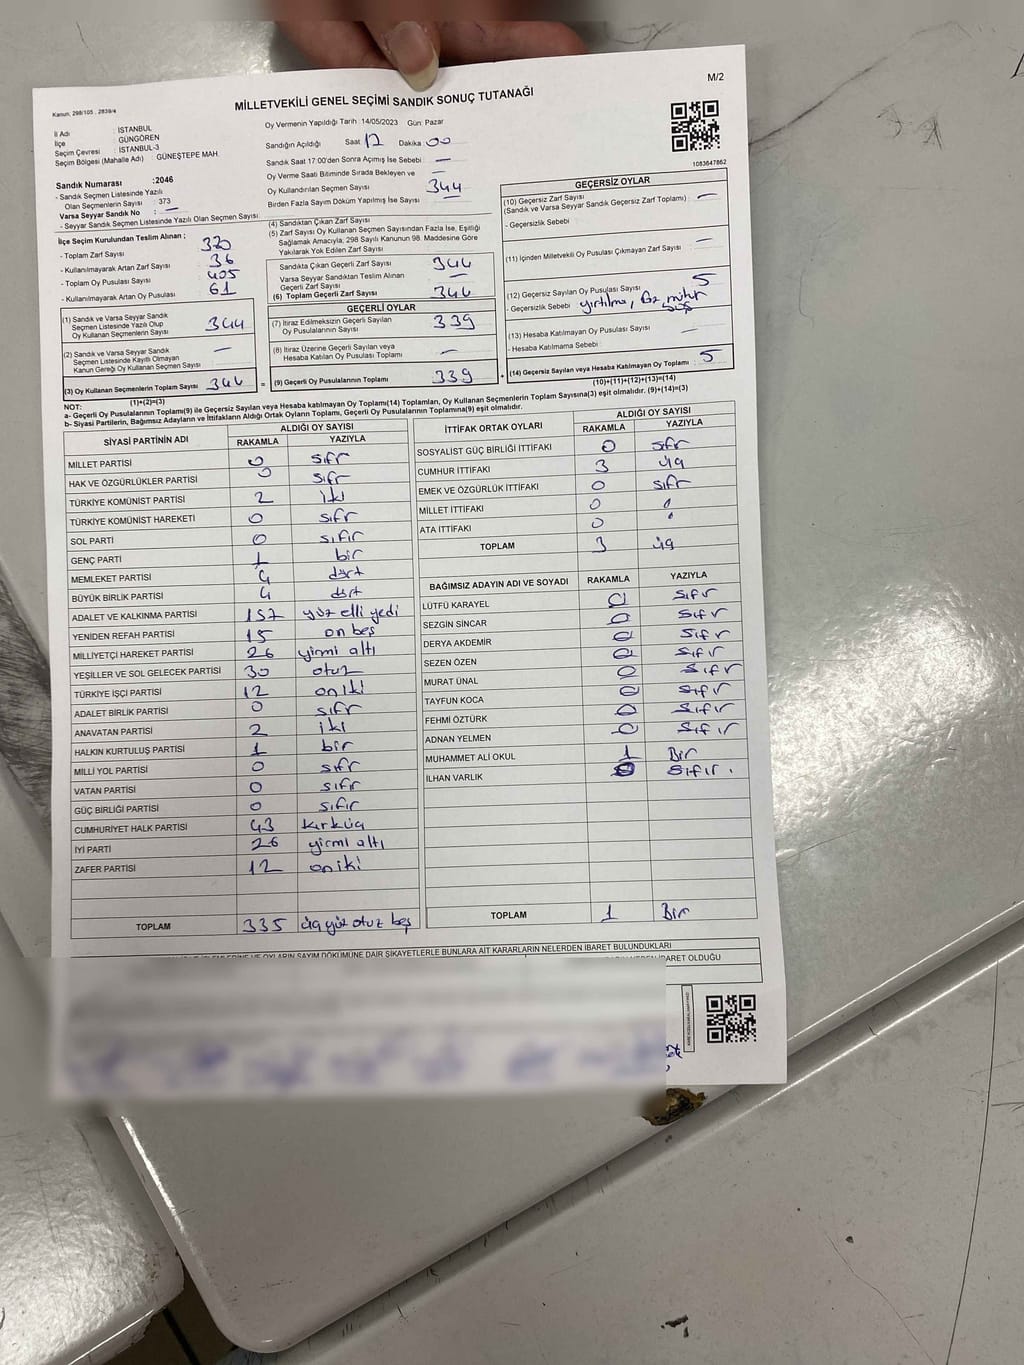 M/2
Kanun, 298/105 , 2839/4
MİLLETVEKİLİ GENEL SEÇİMİ SANDIK SONUÇ TUTANAĞI
İl Adı : İSTANBUL
İlçe : GÜNGÖREN
Seçim Çevresi : İSTANBUL-3
Seçim Bölgesi (Mahalle Adı) GÜNEŞTEPE MAH.
Sandık Numarası :2046
- Sandık Seçmen Listesinde Yazılı
Olan Seçmenlerin Sayısı : 373
Varsa Seyyar Sandık No : —
- Seyyar Sandık Seçmen Listesinde Yazılı Olan Seçmen Sayısı
Oy Vermenin Yapıldığı Tarih :14/05/2023 Gün: Pazar
Sandığın Açıldığı Saat 17 Dakika :00
Sandık Saat 17:00'den Sonra Açımış İse Sebebi : —
Oy Verme Saati Bitiminde Sırada Bekleyen ve —
Oy Kullandırılan Seçmen Sayısı 344
Birden Fazla Sayım Döküm Yapılmış İse Sayısı —
1083647862
İlçe Seçim Kurulundan Teslim Alınan ;
- Toplam Zarf Sayısı : 320
- Kullanılmayarak Artan Zarf Sayısı : 36
- Toplam Oy Pusulası Sayısı : 405
- Kullanılmayarak Artan Oy Pusulası : 61
(1) Sandık ve Varsa Seyyar Sandık
Seçmen Listesinde Yazılı Olup
Oy Kullanan Seçmenlerin Sayısı : 344
(2) Sandık ve Varsa Seyyar Sandık
Seçmen Listesinde Kayıtlı Olmayan
Kanun Gereği Oy Kullanan Seçmen Sayısı : —
(3) Oy Kullanan Seçmenlerin Toplam Sayısı 344
(1)+(2)=(3)
(4) Sandıktan Çıkan Zarf Sayısı
(5) Zarf Sayısı Oy Kullanan Seçmen Sayısından Fazla İse, Eşitliği
Sağlamak Amacıyla, 298 Sayılı Kanunun 98. Maddesine Göre
Yakılarak Yok Edilen Zarf Sayısı
Sandıkta Çıkan Geçerli Zarf Sayısı 344
Varsa Seyyar Sandıktan Teslim Alınan
Geçerli Zarf Sayısı —
(6) Toplam Geçerli Zarf Sayısı 344
GEÇERLİ OYLAR
(7) İtiraz Edilmeksizin Geçerli Sayılan
Oy Pusulalarının Sayısı 339
(8) İtiraz Üzerine Geçerli Sayılan veya
Hesaba Katılan Oy Pusulası Toplamı —
= (9) Geçerli Oy Pusulalarının Toplamı 339 +
GEÇERSİZ OYLAR
(10) Geçersiz Zarf Sayısı
(Sandık ve Varsa Seyyar Sandık Geçersiz Zarf Toplamı) : —
- Geçersizlik Sebebi :
(11) İçinden Milletvekili Oy Pusulası Çıkmayan Zarf Sayısı : —
(12) Geçersiz Sayılan Oy Pusulası Sayısı : 5
- Geçersizlik Sebebi : yırtılma,
(13) Hesaba Katılmayan Oy Pusulası Sayısı : —
- Hesaba Katılmama Sebebi :
(14) Geçersiz Sayılan veya Hesaba Katılmayan Oy Toplamı : 5
(10)+(11)+(12)+(13)=(14)
NOT:
a- Geçerli Oy Pusulalarının Toplamı(9) ile Geçersiz Sayılan veya Hesaba katılmayan Oy Toplamı(14) Toplamları, Oy Kullanan Seçmenlerin Toplam Sayısına(3) eşit olmalıdır. (9)+(14)=(3)
b- Siyasi Partilerin, Bağımsız Adayların ve İttifakların Aldığı Ortak Oyların Toplamı, Geçerli Oy Pusulalarının Toplamına(9) eşit olmalıdır.
SİYASİ PARTİNİN ADI ALDIĞI OY SAYISI
RAKAMLA YAZIYLA
MİLLET PARTİSİ 0 sıfr
HAK VE ÖZGÜRLÜKLER PARTİSİ 0 sıfr
TÜRKİYE KOMÜNİST PARTİSİ 2 iki
TÜRKİYE KOMÜNİST HAREKETİ 0 sıfr
SOL PARTİ 0 sıfır
GENÇ PARTİ 1 bir
MEMLEKET PARTİSİ 4 dört
BÜYÜK BİRLİK PARTİSİ 4 dört
ADALET VE KALKINMA PARTİSİ 157 yüz elli yedi
YENİDEN REFAH PARTİSİ 15 on beş
MİLLİYETÇİ HAREKET PARTİSİ 26 yirmi altı
YEŞİLLER VE SOL GELECEK PARTİSİ 30 otuz
TÜRKİYE İŞÇİ PARTİSİ 12 oniki
ADALET BİRLİK PARTİSİ 0 sıfr
ANAVATAN PARTİSİ 2 iki
HALKIN KURTULUŞ PARTİSİ 1 bir
MİLLİ YOL PARTİSİ 0 sıfr
VATAN PARTİSİ 0 sıfr
GÜÇ BİRLİĞİ PARTİSİ 0 sıfır
CUMHURİYET HALK PARTİSİ 43 kırküç
İYİ PARTİ 26 yirmi altı
ZAFER PARTİSİ 12 oniki
TOPLAM 335 üçyüz otuz beş
İTTİFAK ORTAK OYLARI ALDIĞI OY SAYISI
RAKAMLA YAZIYLA
SOSYALİST GÜÇ BİRLİĞİ İTTİFAKI 0 sıfr
CUMHUR İTTİFAKI 3 üç
EMEK VE ÖZGÜRLÜK İTTİFAKI 0 sıfr
MİLLET İTTİFAKI 0
ATA İTTİFAKI 0
TOPLAM 3 üç
BAĞIMSIZ ADAYIN ADI VE SOYADI RAKAMLA YAZIYLA
LÜTFÜ KARAYEL 0 sıfır
SEZGİN SİNCAR 0 sıfır
DERYA AKDEMİR 0 sıfır
SEZEN ÖZEN 0 sıfır
MURAT ÜNAL 0 sıfır
TAYFUN KOCA 0 sıfır
FEHMİ ÖZTÜRK 0 sıfır
ADNAN YELMEN 0 sıfır
MUHAMMET ALİ OKUL 1 Bir
İLHAN VARLIK 0 sıfır.
TOPLAM 1 Bir
OYLARIN SAYIM DÖKÜMÜNE DAİR ŞİKAYETLERLE BUNLARA AİT KARARLARIN NELERDEN İBARET BULUNDUKLARI
İBARET OLDUĞU